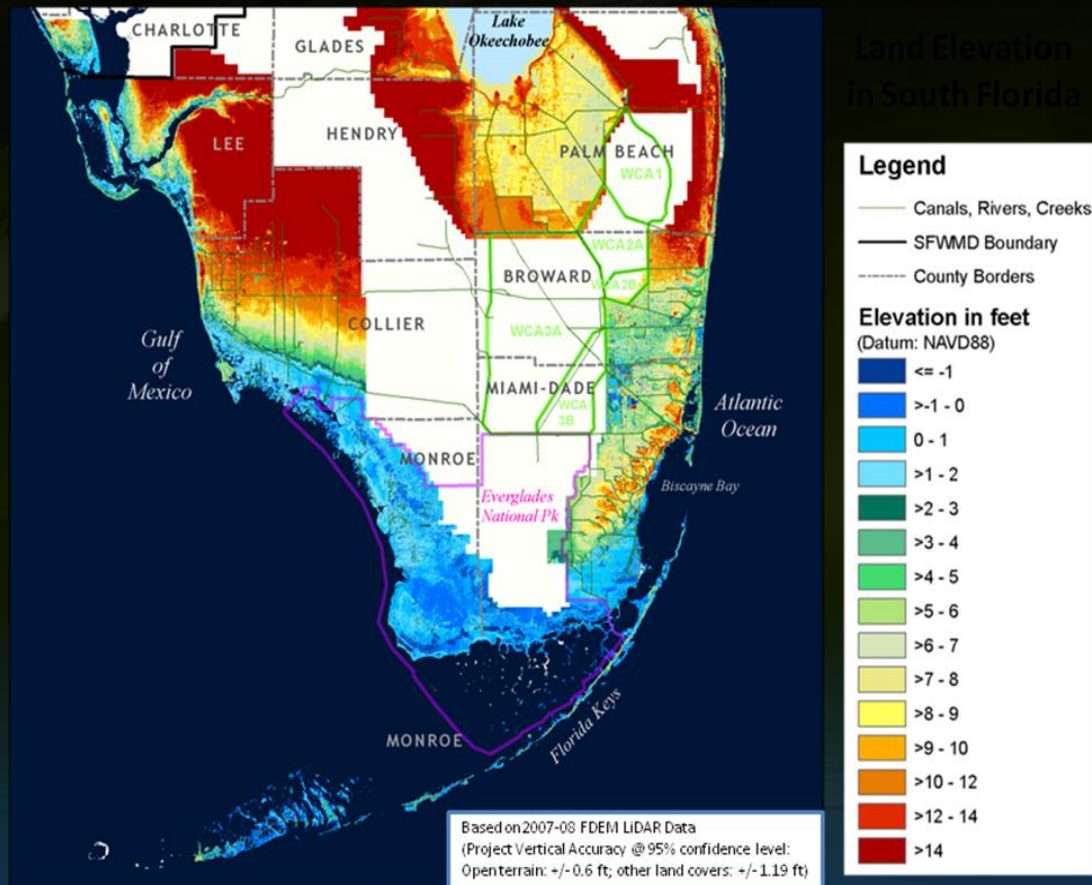 Land Elevation
in South Florida
CHARLOTTE
GLADES
Lake
Okeechobee
LEE
HENDRY
PALM BEACH
WCA1
WCA2A
WCA2B
BROWARD
WCA3A
COLLIER
Gulf
of
Mexico
MIAMI-DADE
WCA
3B
Atlantic
Ocean
MONROE
Everglades
National Pk
Biscayne Bay
Florida Keys
MONROE
Based on 2007-08 FDEM LiDAR Data
(Project Vertical Accuracy @ 95% confidence level:
Open terrain: +/- 0.6 ft; other land covers: +/- 1.19 ft)
Legend
Canals, Rivers, Creeks
SFWMD Boundary
County Borders
Elevation in feet
(Datum: NAVD88)
<= -1
>-1 - 0
0 - 1
>1 - 2
>2 - 3
>3 - 4
>4 - 5
>5 - 6
>6 - 7
>7 - 8
>8 - 9
>9 - 10
>10 - 12
>12 - 14
>14